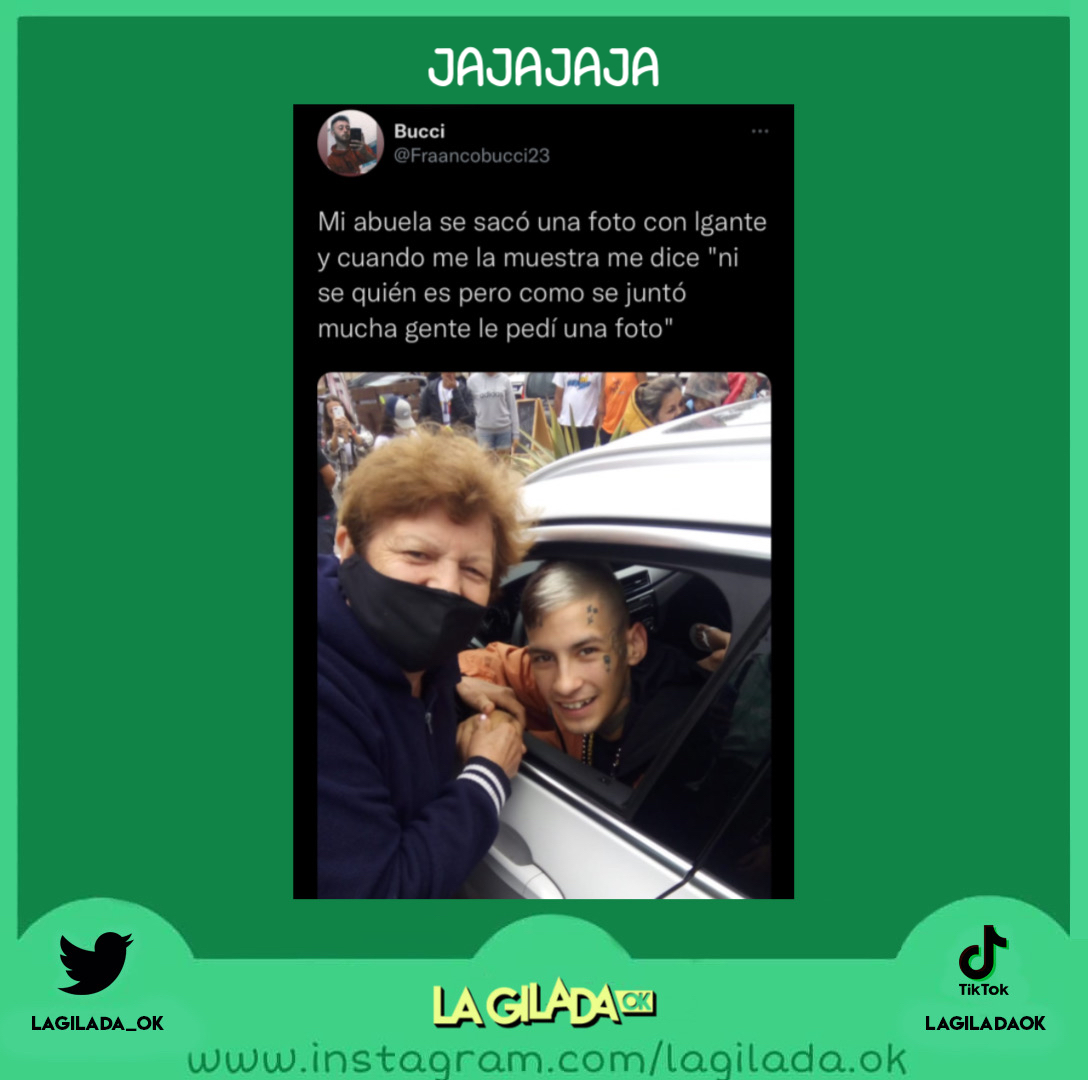 JAJAJAJA
Bucci
@Fraancobucci23
Mi abuela se sacó una foto con lgante
y cuando me la muestra me dice "ni
se quién es pero como se juntó
mucha gente le pedí una foto"
LAGILADA_OK
LA GILADA OK
TikTok
LAGILADAOK
www.instagram.com/lagilada.ok